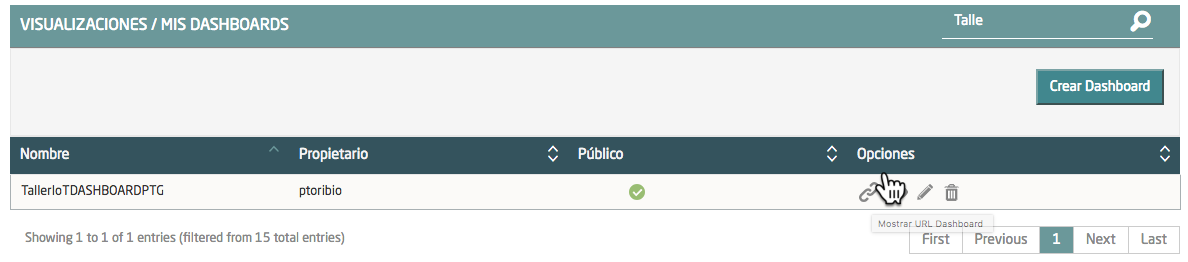 VISUALIZACIONES / MIS DASHBOARDS
Talle
Crear Dashboard
Nombre Propietario Público Opciones
TallerIoTDASHBOARDPTG ptoribio
Mostrar URL Dashboard
Showing 1 to 1 of 1 entries (filtered from 15 total entries)
First Previous 1 Next Last